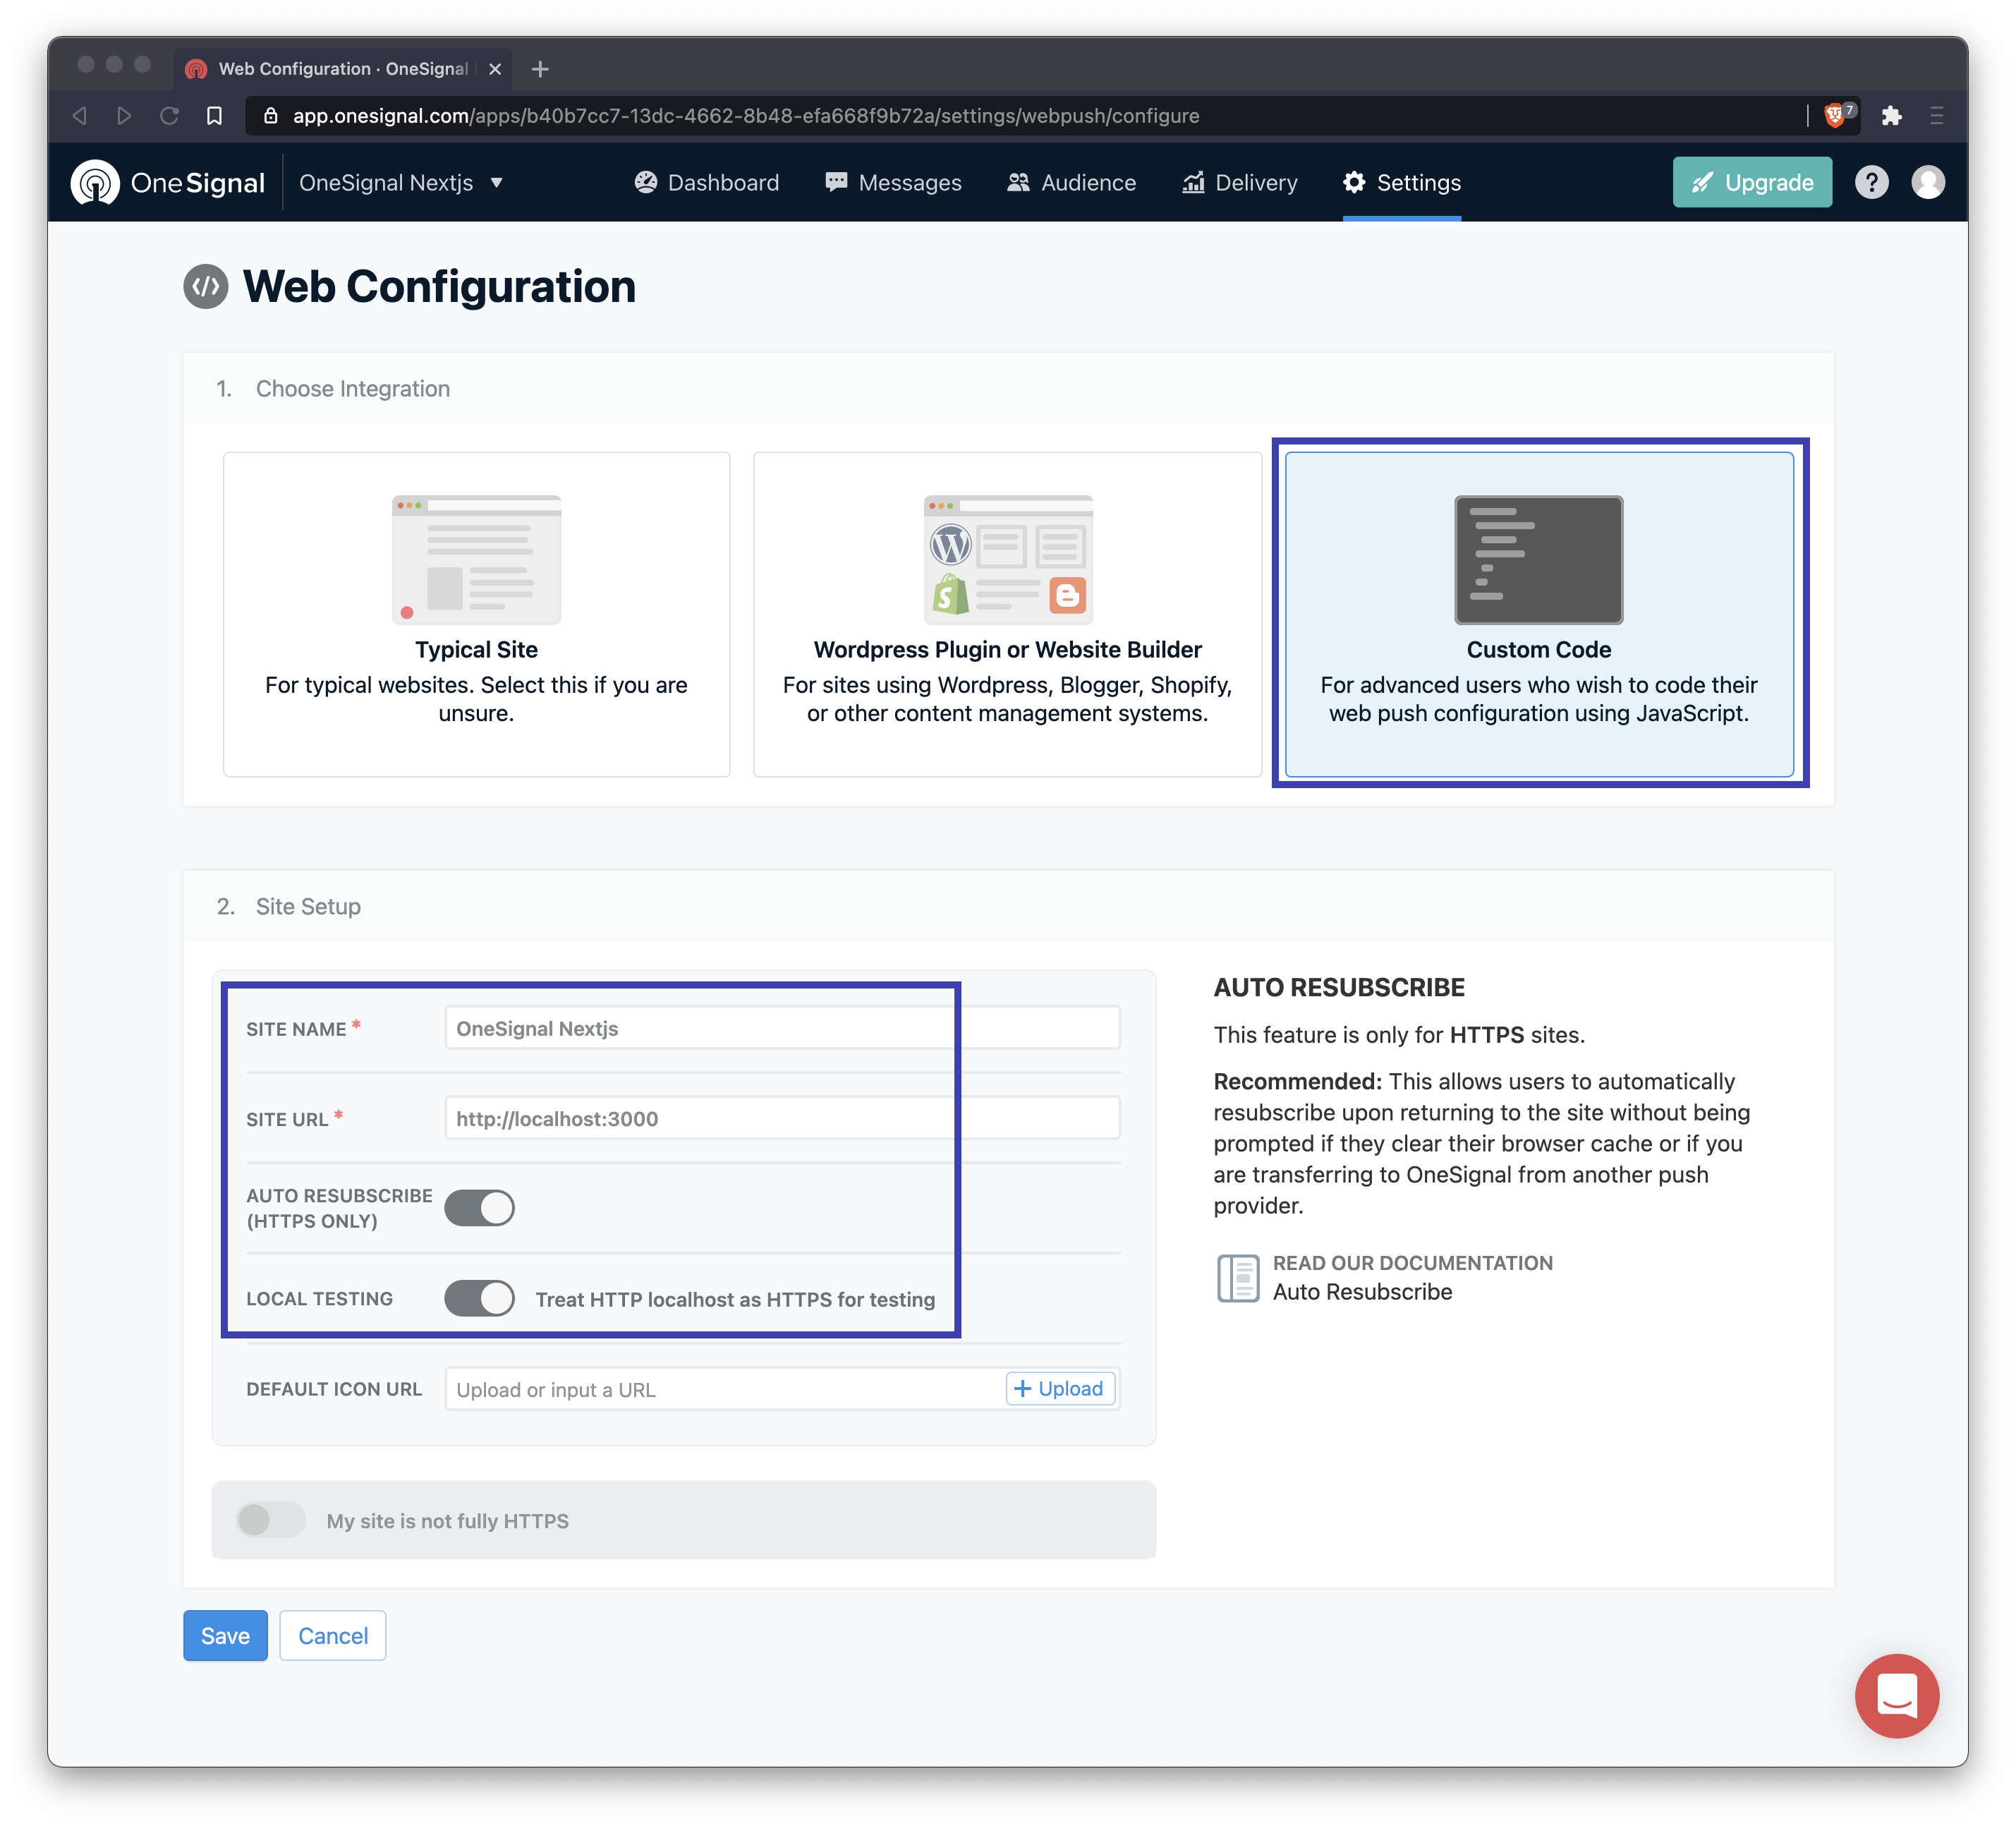 Web Configuration · OneSignal
app.onesignal.com/apps/b40b7cc7-13dc-4662-8b48-efa668f9b72a/settings/webpush/configure
7
OneSignal
OneSignal Nextjs
Dashboard
Messages
Audience
Delivery
Settings
Upgrade
?
</> Web Configuration
1. Choose Integration
Typical Site
For typical websites. Select this if you are
unsure.
Wordpress Plugin or Website Builder
For sites using Wordpress, Blogger, Shopify,
or other content management systems.
Custom Code
For advanced users who wish to code their
web push configuration using JavaScript.
2. Site Setup
SITE NAME *
OneSignal Nextjs
SITE URL *
http://localhost:3000
AUTO RESUBSCRIBE
(HTTPS ONLY)
LOCAL TESTING
Treat HTTP localhost as HTTPS for testing
DEFAULT ICON URL
Upload or input a URL
+ Upload
My site is not fully HTTPS
AUTO RESUBSCRIBE
This feature is only for HTTPS sites.
Recommended: This allows users to automatically
resubscribe upon returning to the site without being
prompted if they clear their browser cache or if you
are transferring to OneSignal from another push
provider.
READ OUR DOCUMENTATION
Auto Resubscribe
Save
Cancel